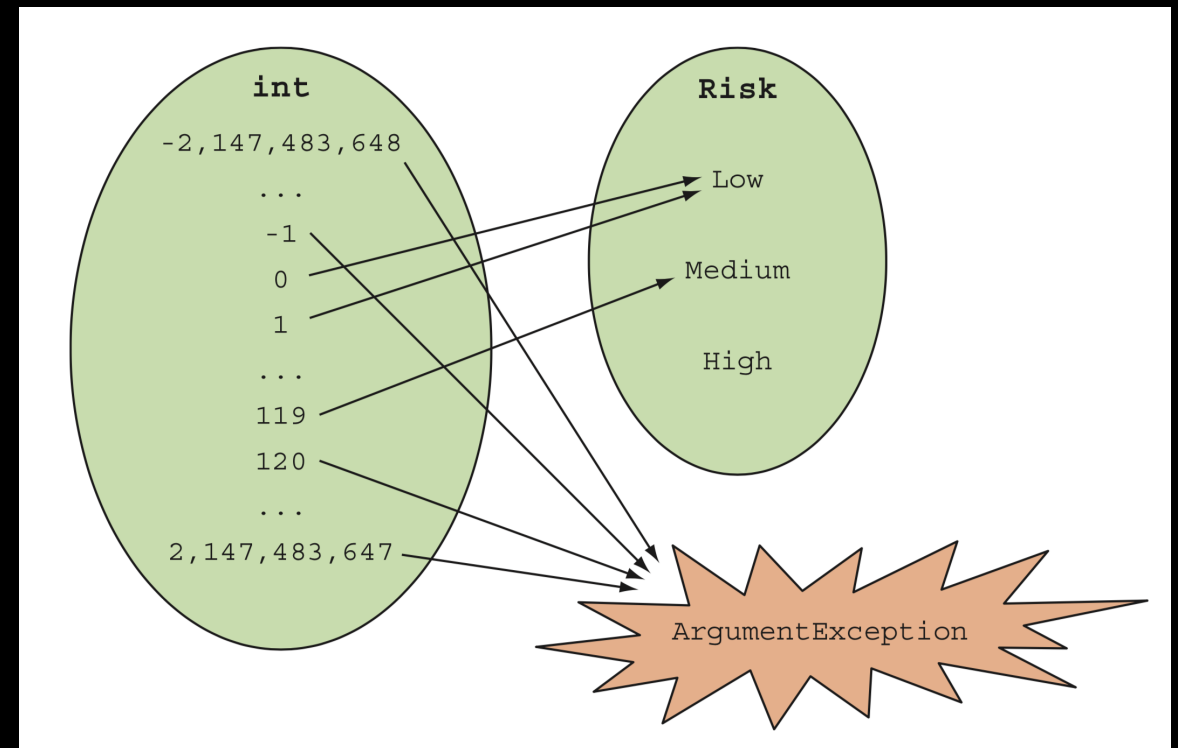 int
-2,147,483,648
...
-1
0
1
...
119
120
...
2,147,483,647
Risk
Low
Medium
High
ArgumentException